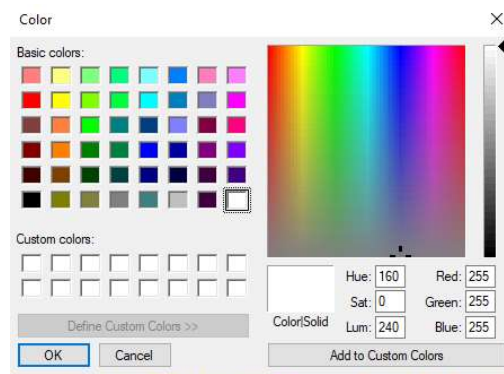 Color
Basic colors:
Custom colors:
Define Custom Colors >>
OK Cancel
Color|Solid
Hue: 160 Red: 255
Sat: 0 Green: 255
Lum: 240 Blue: 255
Add to Custom Colors